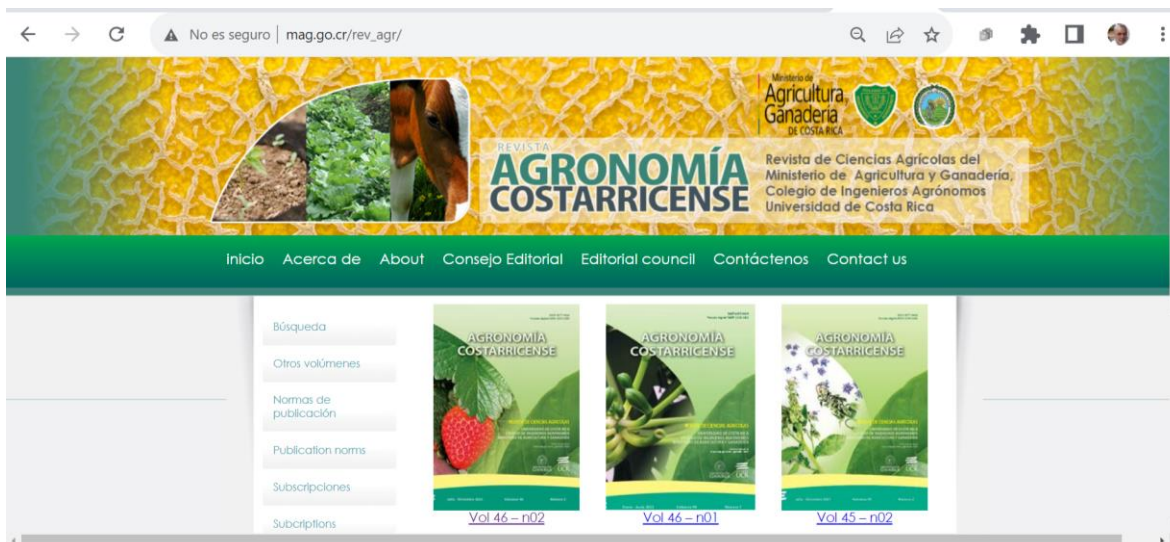 No es seguro | mag.go.cr/rev_agr/
Ministerio de
Agricultura
Ganadería
DE COSTA RICA
REVISTA
AGRONOMÍA
COSTARRICENSE
Revista de Ciencias Agrícolas del
Ministerio de Agricultura y Ganadería,
Colegio de Ingenieros Agrónomos
Universidad de Costa Rica
Inicio Acerca de About Consejo Editorial Editorial council Contáctenos Contact us
Búsqueda
Otros volúmenes
Normas de
publicación
Publication norms
Subscripciones
Subcriptions
AGRONOMÍA
COSTARRICENSE
Vol 46 – n02
AGRONOMÍA
COSTARRICENSE
Vol 46 – n01
AGRONOMÍA
COSTARRICENSE
Vol 45 – n02